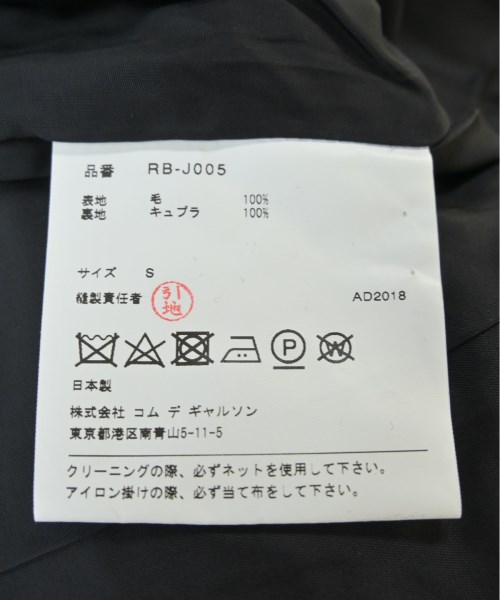 品番 RB-J005
表地 毛 100%
裏地 キュプラ 100%
サイズ S
縫製責任者 引地 AD2018
P W
日本製
株式会社 コム デ ギャルソン
東京都港区南青山5-11-5
クリーニングの際、必ずネットを使用して下さい。
アイロン掛けの際、必ず当て布をして下さい。